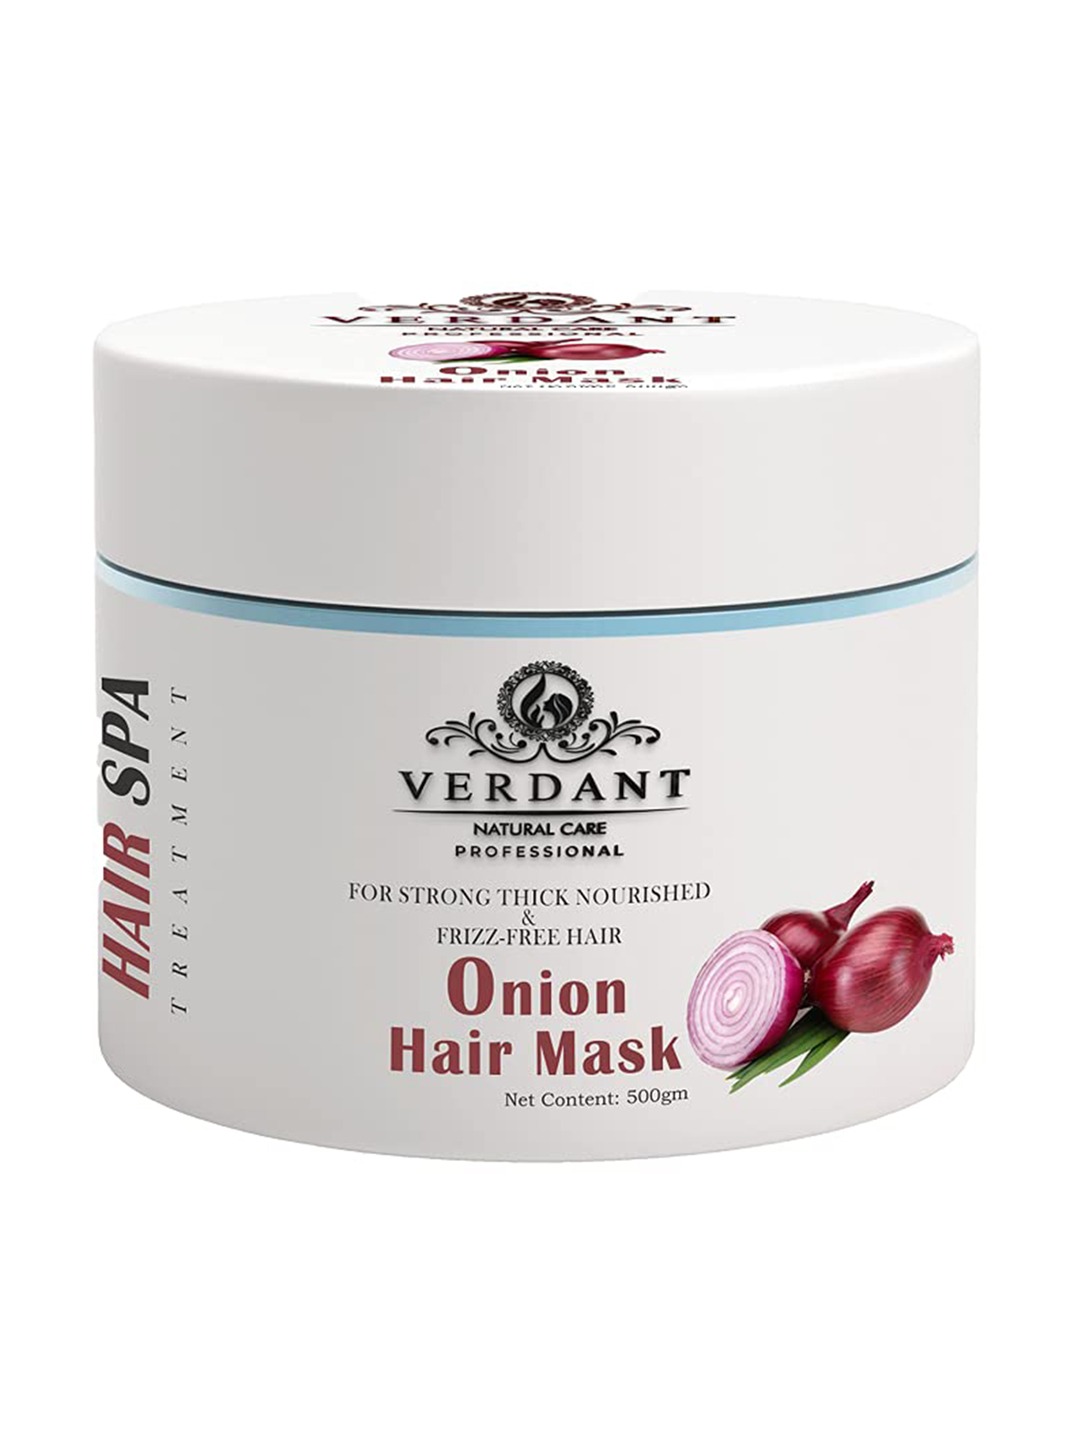 VERDANT
NATURAL CARE
PROFESSIONAL
Onion
Hair Mask
HAIR SPA
TREATMENT
VERDANT
NATURAL CARE
PROFESSIONAL
FOR STRONG THICK NOURISHED
&
FRIZZ-FREE HAIR
Onion
Hair Mask
Net Content: 500gm